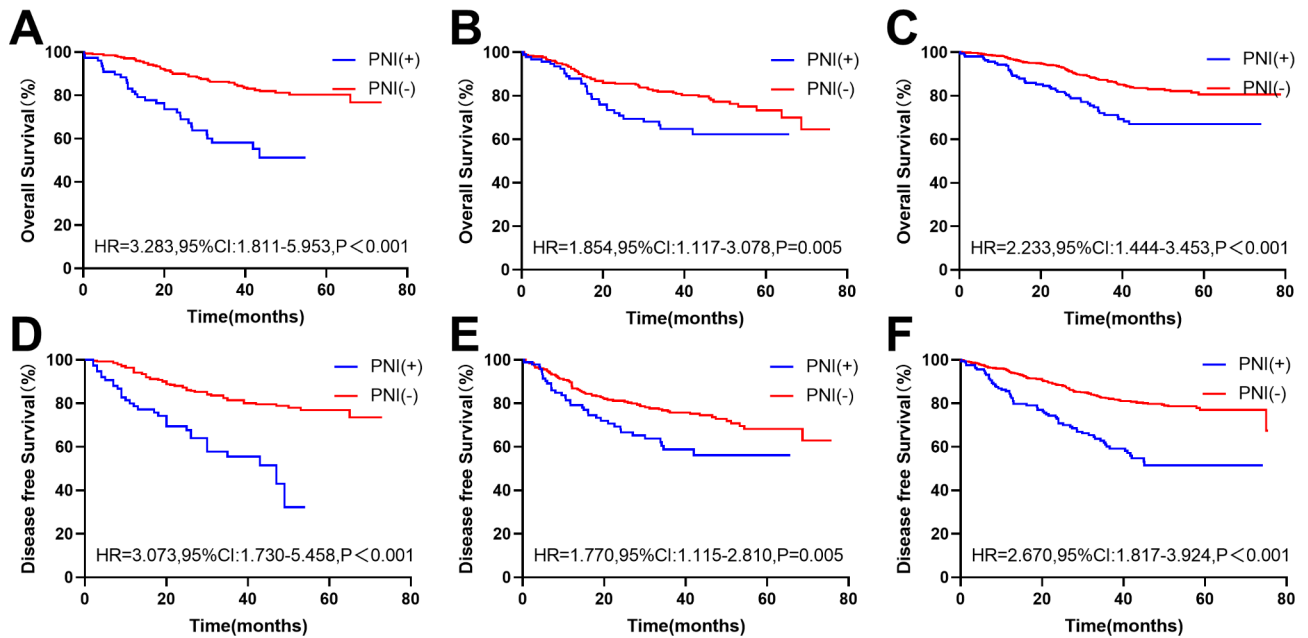 A
Overall Survival(%)
100
80
60
40
20
0
PNI(+)
PNI(-)
HR=3.283,95%CI:1.811-5.953,P<0.001
0 20 40 60 80
Time(months)
B
Overall Survival(%)
100
80
60
40
20
0
PNI(+)
PNI(-)
HR=1.854,95%CI:1.117-3.078,P=0.005
0 20 40 60 80
Time(months)
C
Overall Survival(%)
100
80
60
40
20
0
PNI(+)
PNI(-)
HR=2.233,95%CI:1.444-3.453,P<0.001
0 20 40 60 80
Time(months)
D
Disease free Survival(%)
100
80
60
40
20
0
PNI(+)
PNI(-)
HR=3.073,95%CI:1.730-5.458,P<0.001
0 20 40 60 80
Time(months)
E
Disease free Survival(%)
100
80
60
40
20
0
PNI(+)
PNI(-)
HR=1.770,95%CI:1.115-2.810,P=0.005
0 20 40 60 80
Time(months)
F
Disease free Survival(%)
100
80
60
40
20
0
PNI(+)
PNI(-)
HR=2.670,95%CI:1.817-3.924,P<0.001
0 20 40 60 80
Time(months)